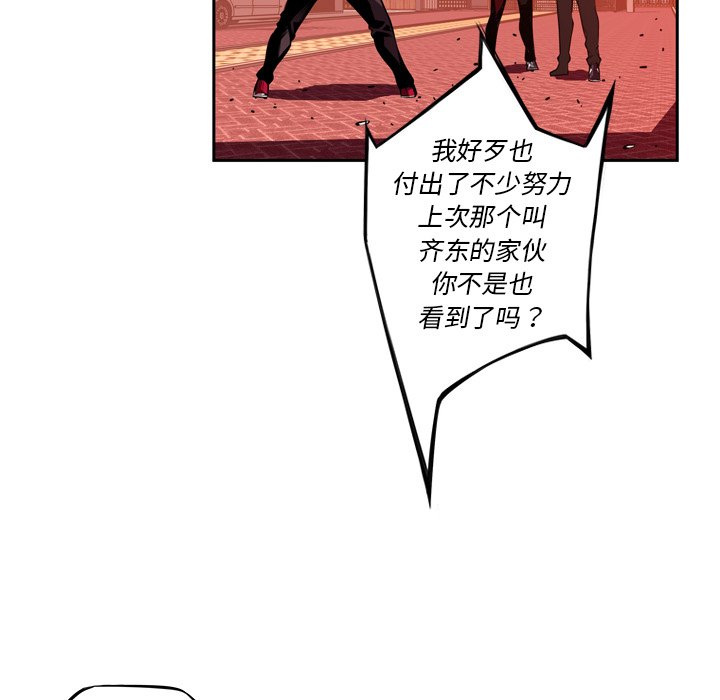 我好歹也
付出了不少努力
上次那个叫
齐东的家伙
你不是也
看到了吗？